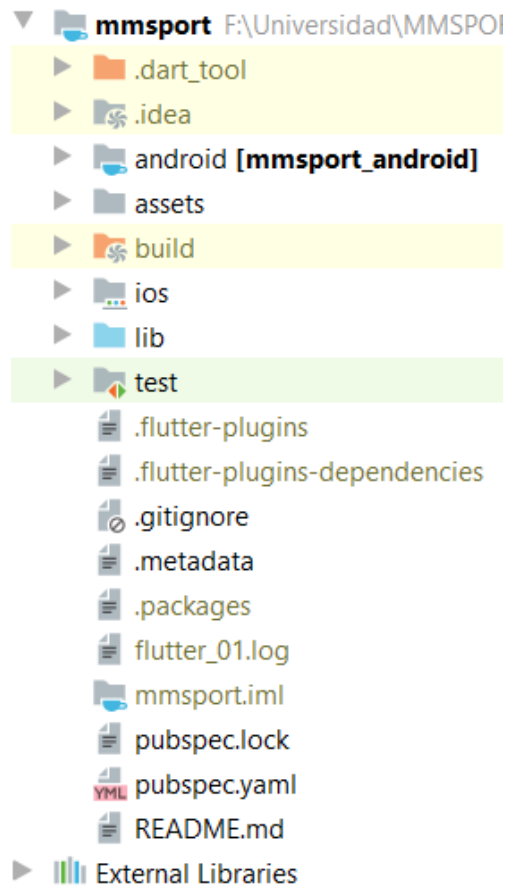 mmsport F:\Universidad\MMSPO
.dart_tool
.idea
android [mmsport_android]
assets
build
ios
lib
test
.flutter-plugins
.flutter-plugins-dependencies
.gitignore
.metadata
.packages
flutter_01.log
mmsport.iml
pubspec.lock
YML pubspec.yaml
README.md
External Libraries